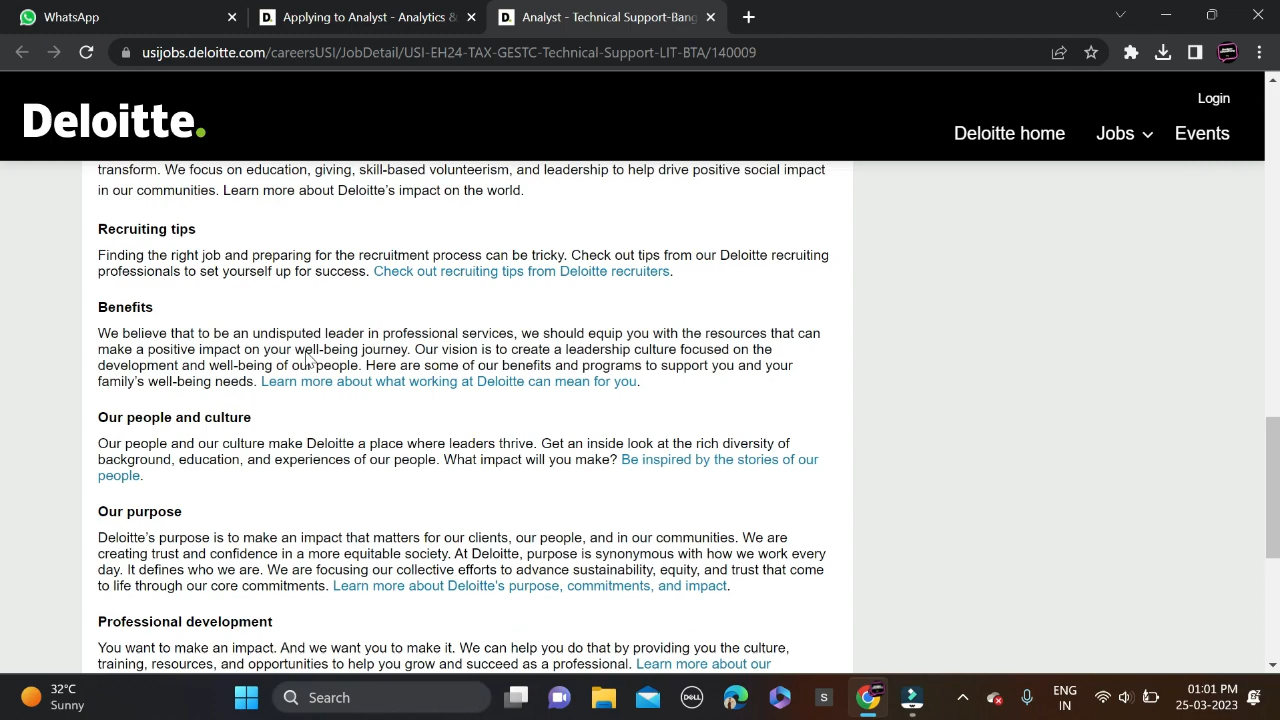 WhatsApp
Applying to Analyst - Analytics &
Analyst - Technical Support-Bang
usijobs.deloitte.com/careersUSI/JobDetail/USI-EH24-TAX-GESTC-Technical-Support-LIT-BTA/140009
Login
Deloitte.
Deloitte home
Jobs
Events
transform. We focus on education, giving, skill-based volunteerism, and leadership to help drive positive social impact
in our communities. Learn more about Deloitte’s impact on the world.
Recruiting tips
Finding the right job and preparing for the recruitment process can be tricky. Check out tips from our Deloitte recruiting
professionals to set yourself up for success. Check out recruiting tips from Deloitte recruiters.
Benefits
We believe that to be an undisputed leader in professional services, we should equip you with the resources that can
make a positive impact on your well-being journey. Our vision is to create a leadership culture focused on the
development and well-being of our people. Here are some of our benefits and programs to support you and your
family’s well-being needs. Learn more about what working at Deloitte can mean for you.
Our people and culture
Our people and our culture make Deloitte a place where leaders thrive. Get an inside look at the rich diversity of
background, education, and experiences of our people. What impact will you make? Be inspired by the stories of our
people.
Our purpose
Deloitte’s purpose is to make an impact that matters for our clients, our people, and in our communities. We are
creating trust and confidence in a more equitable society. At Deloitte, purpose is synonymous with how we work every
day. It defines who we are. We are focusing our collective efforts to advance sustainability, equity, and trust that come
to life through our core commitments. Learn more about Deloitte’s purpose, commitments, and impact.
Professional development
You want to make an impact. And we want you to make it. We can help you do that by providing you the culture,
training, resources, and opportunities to help you grow and succeed as a professional. Learn more about our
32°C
Sunny
Search
DELL
S
ENG
IN
01:01 PM
25-03-2023